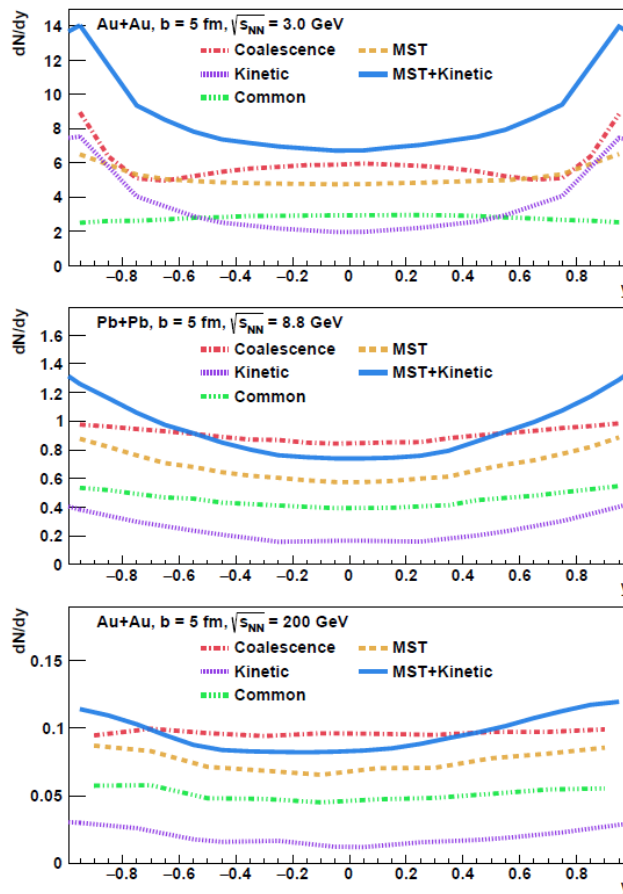 dN/dy
Au+Au, b = 5 fm, √sNN = 3.0 GeV
Coalescence
MST
Kinetic
MST+Kinetic
Common
14
12
10
8
6
4
2
0
−0.8 −0.6 −0.4 −0.2 0 0.2 0.4 0.6 0.8
dN/dy
Pb+Pb, b = 5 fm, √sNN = 8.8 GeV
Coalescence
MST
Kinetic
MST+Kinetic
Common
1.6
1.4
1.2
1
0.8
0.6
0.4
0.2
0
−0.8 −0.6 −0.4 −0.2 0 0.2 0.4 0.6 0.8
dN/dy
Au+Au, b = 5 fm, √sNN = 200 GeV
Coalescence
MST
Kinetic
MST+Kinetic
Common
0.15
0.1
0.05
0
−0.8 −0.6 −0.4 −0.2 0 0.2 0.4 0.6 0.8